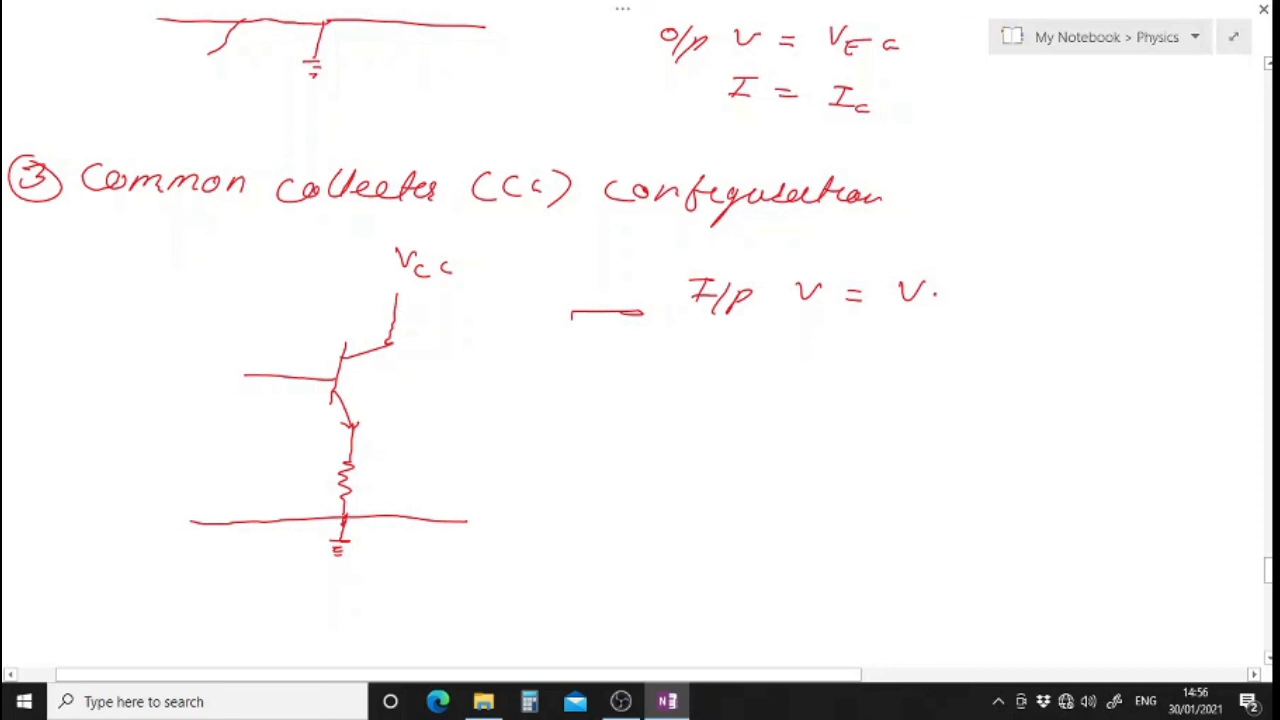 My Notebook > Physics
o/p V = VEC
I = Ic
③ Common collector (CC) configuration
VCC
I/p V = V.
Type here to search
ENG
14:56
30/01/2021
2